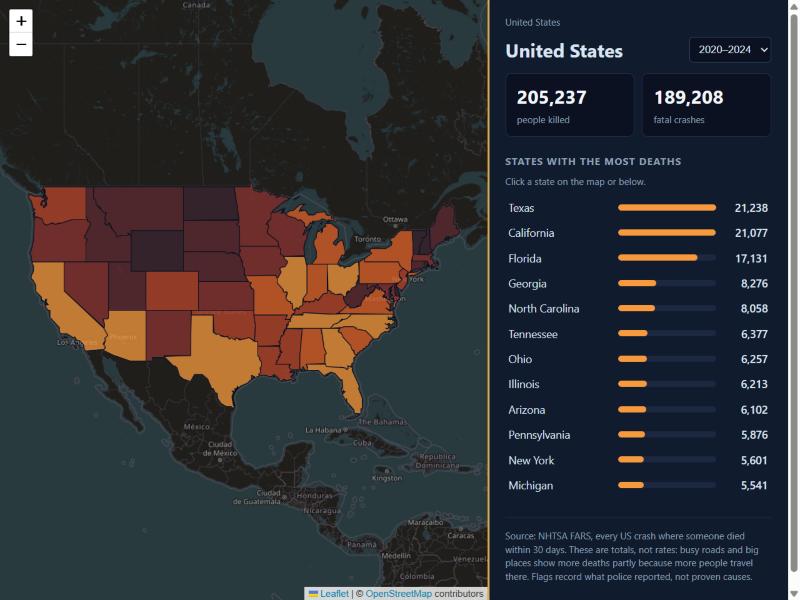 +
−
Canada
Ottawa
Toronto
York
Los Angeles
Phoenix
México
Ciudad
de México
La Habana
The Bahamas
Cuba
República
Dominicana
Kingston
Ciudad
de Guatemala
Honduras
Nicaragua
Panamá
Maracaibo
Caracas
Medellín
Venezuela
Colombia
Leaflet | © OpenStreetMap contributors
United States
United States
2020–2024
205,237
people killed
189,208
fatal crashes
STATES WITH THE MOST DEATHS
Click a state on the map or below.
Texas 21,238
California 21,077
Florida 17,131
Georgia 8,276
North Carolina 8,058
Tennessee 6,377
Ohio 6,257
Illinois 6,213
Arizona 6,102
Pennsylvania 5,876
New York 5,601
Michigan 5,541
Source: NHTSA FARS, every US crash where someone died
within 30 days. These are totals, not rates: busy roads and big
places show more deaths partly because more people travel
there. Flags record what police reported, not proven causes.